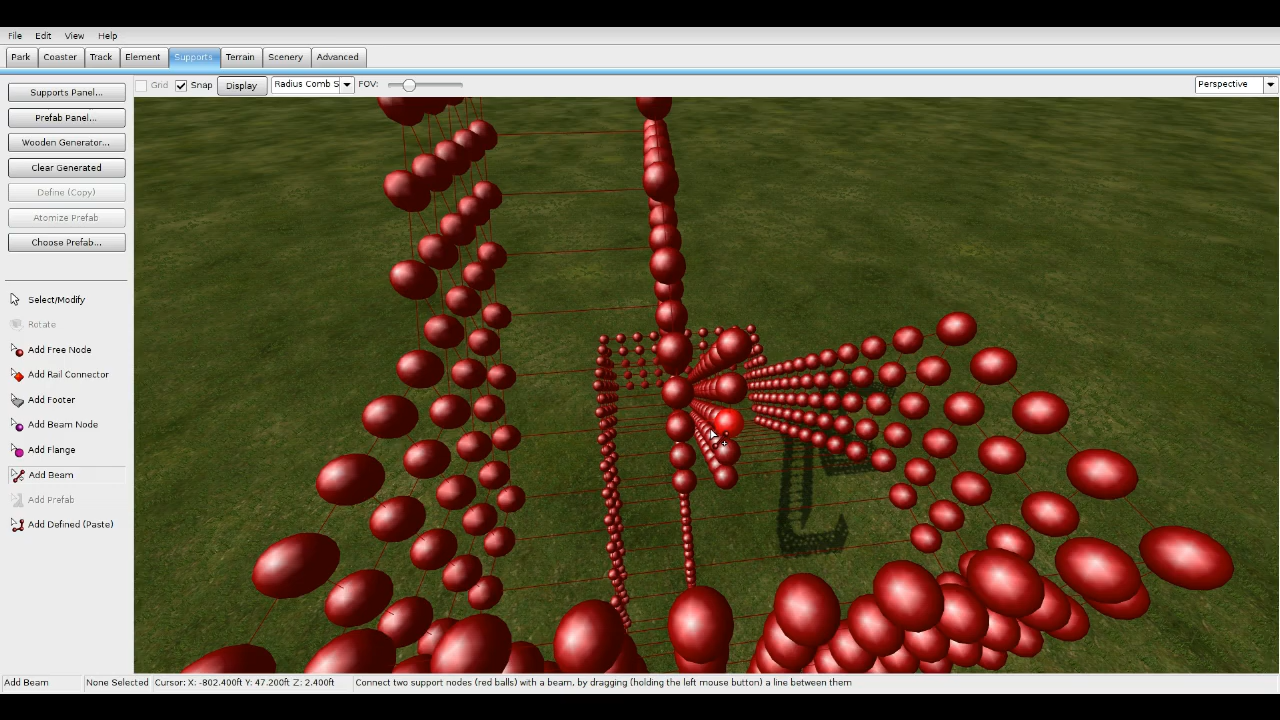 File Edit View Help
Park Coaster Track Element Supports Terrain Scenery Advanced
Grid Snap Display Radius Comb S FOV: Perspective
Supports Panel...
Prefab Panel...
Wooden Generator...
Clear Generated
Define (Copy)
Atomize Prefab
Choose Prefab...
Select/Modify
Rotate
Add Free Node
Add Rail Connector
Add Footer
Add Beam Node
Add Flange
Add Beam
Add Prefab
Add Defined (Paste)
Add Beam None Selected Cursor: X: -802.400ft Y: 47.200ft Z: 2.400ft Connect two support nodes (red balls) with a beam, by dragging (holding the left mouse button) a line between them